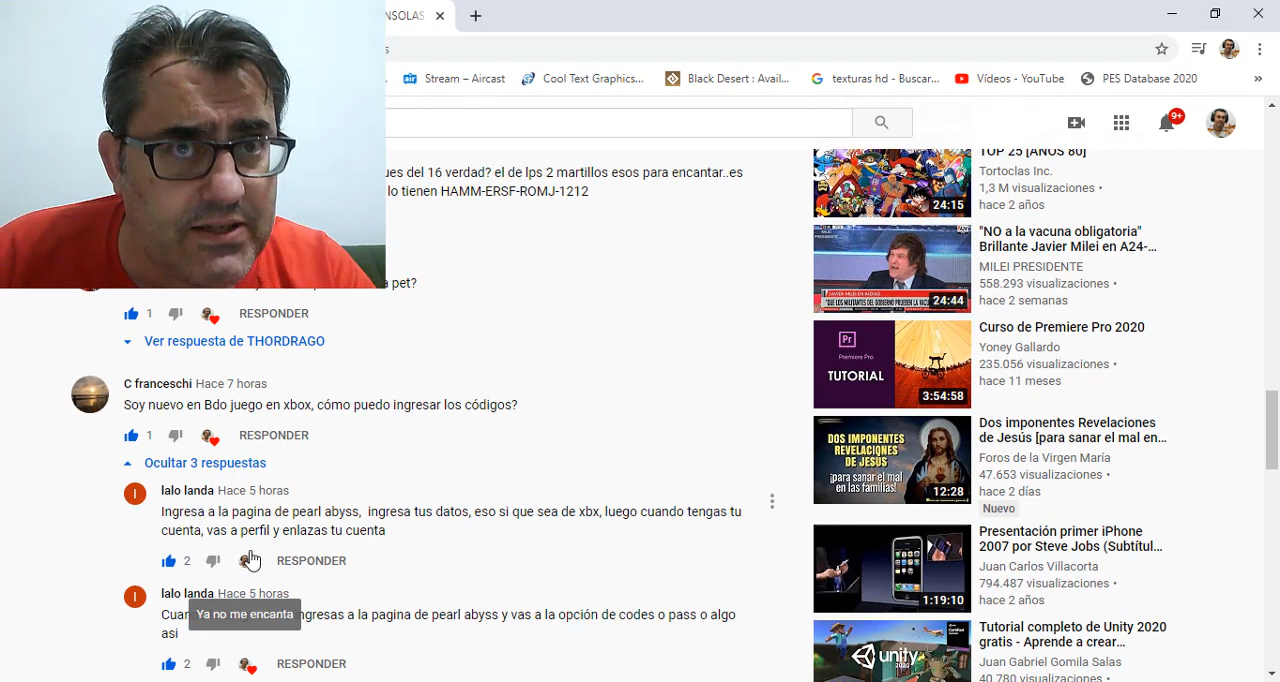 NSOLAS
Stream – Aircast
Cool Text Graphics...
Black Desert : Avail...
texturas hd - Buscar...
Vídeos - YouTube
PES Database 2020
»
9+
ues del 16 verdad? el de lps 2 martillos esos para encantar..es
lo tienen HAMM-ERSF-ROMJ-1212
a pet?
1
RESPONDER
Ver respuesta de THORDRAGO
C franceschi Hace 7 horas
Soy nuevo en Bdo juego en xbox, cómo puedo ingresar los códigos?
1
RESPONDER
Ocultar 3 respuestas
lalo landa Hace 5 horas
Ingresa a la pagina de pearl abyss, ingresa tus datos, eso si que sea de xbx, luego cuando tengas tu
cuenta, vas a perfil y enlazas tu cuenta
2
RESPONDER
lalo landa Hace 5 horas
Ya no me encanta
Cuan ingresas a la pagina de pearl abyss y vas a la opción de codes o pass o algo
asi
2
RESPONDER
TOP 25 [AÑOS 80]
Tortoclas Inc.
1,3 M visualizaciones •
hace 2 años
24:15
"NO a la vacuna obligatoria"
Brillante Javier Milei en A24-...
MILEI PRESIDENTE
558.293 visualizaciones •
hace 2 semanas
24:44
Curso de Premiere Pro 2020
Yoney Gallardo
235.056 visualizaciones •
hace 11 meses
Pr
Premiere Pro
TUTORIAL
3:54:58
Dos imponentes Revelaciones
de Jesús [para sanar el mal en...
Foros de la Virgen María
47.653 visualizaciones •
hace 2 días
Nuevo
DOS IMPONENTES
REVELACIONES
DE JESÚS
¡para sanar el mal
en las familias!
12:28
Presentación primer iPhone
2007 por Steve Jobs (Subtítul...
Juan Carlos Villacorta
794.487 visualizaciones •
hace 2 años
1:19:10
Tutorial completo de Unity 2020
gratis - Aprende a crear...
Juan Gabriel Gomila Salas
40.780 visualizaciones •
unity